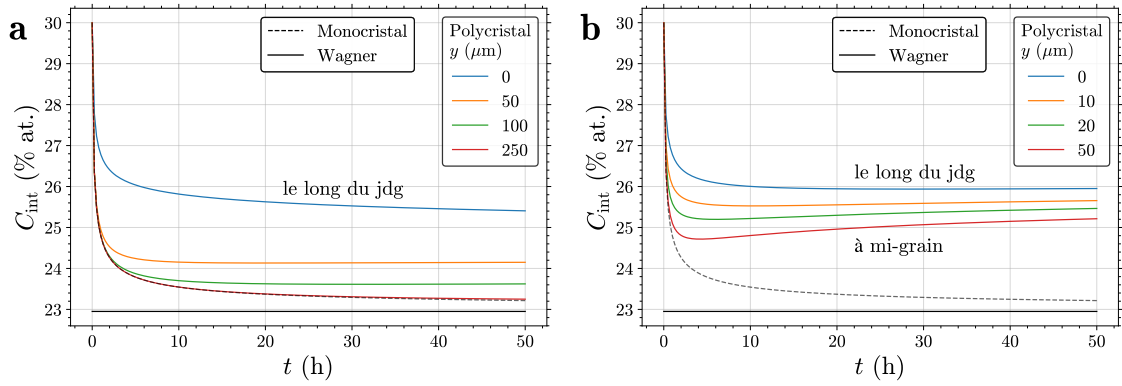 a
30
29
28
27
26
25
24
23
C_int (% at.)
0
10
20
30
40
50
t (h)
Monocristal
Wagner
Polycristal
y (μm)
0
50
100
250
le long du jdg
b
30
29
28
27
26
25
24
23
C_int (% at.)
0
10
20
30
40
50
t (h)
Monocristal
Wagner
Polycristal
y (μm)
0
10
20
50
le long du jdg
à mi-grain